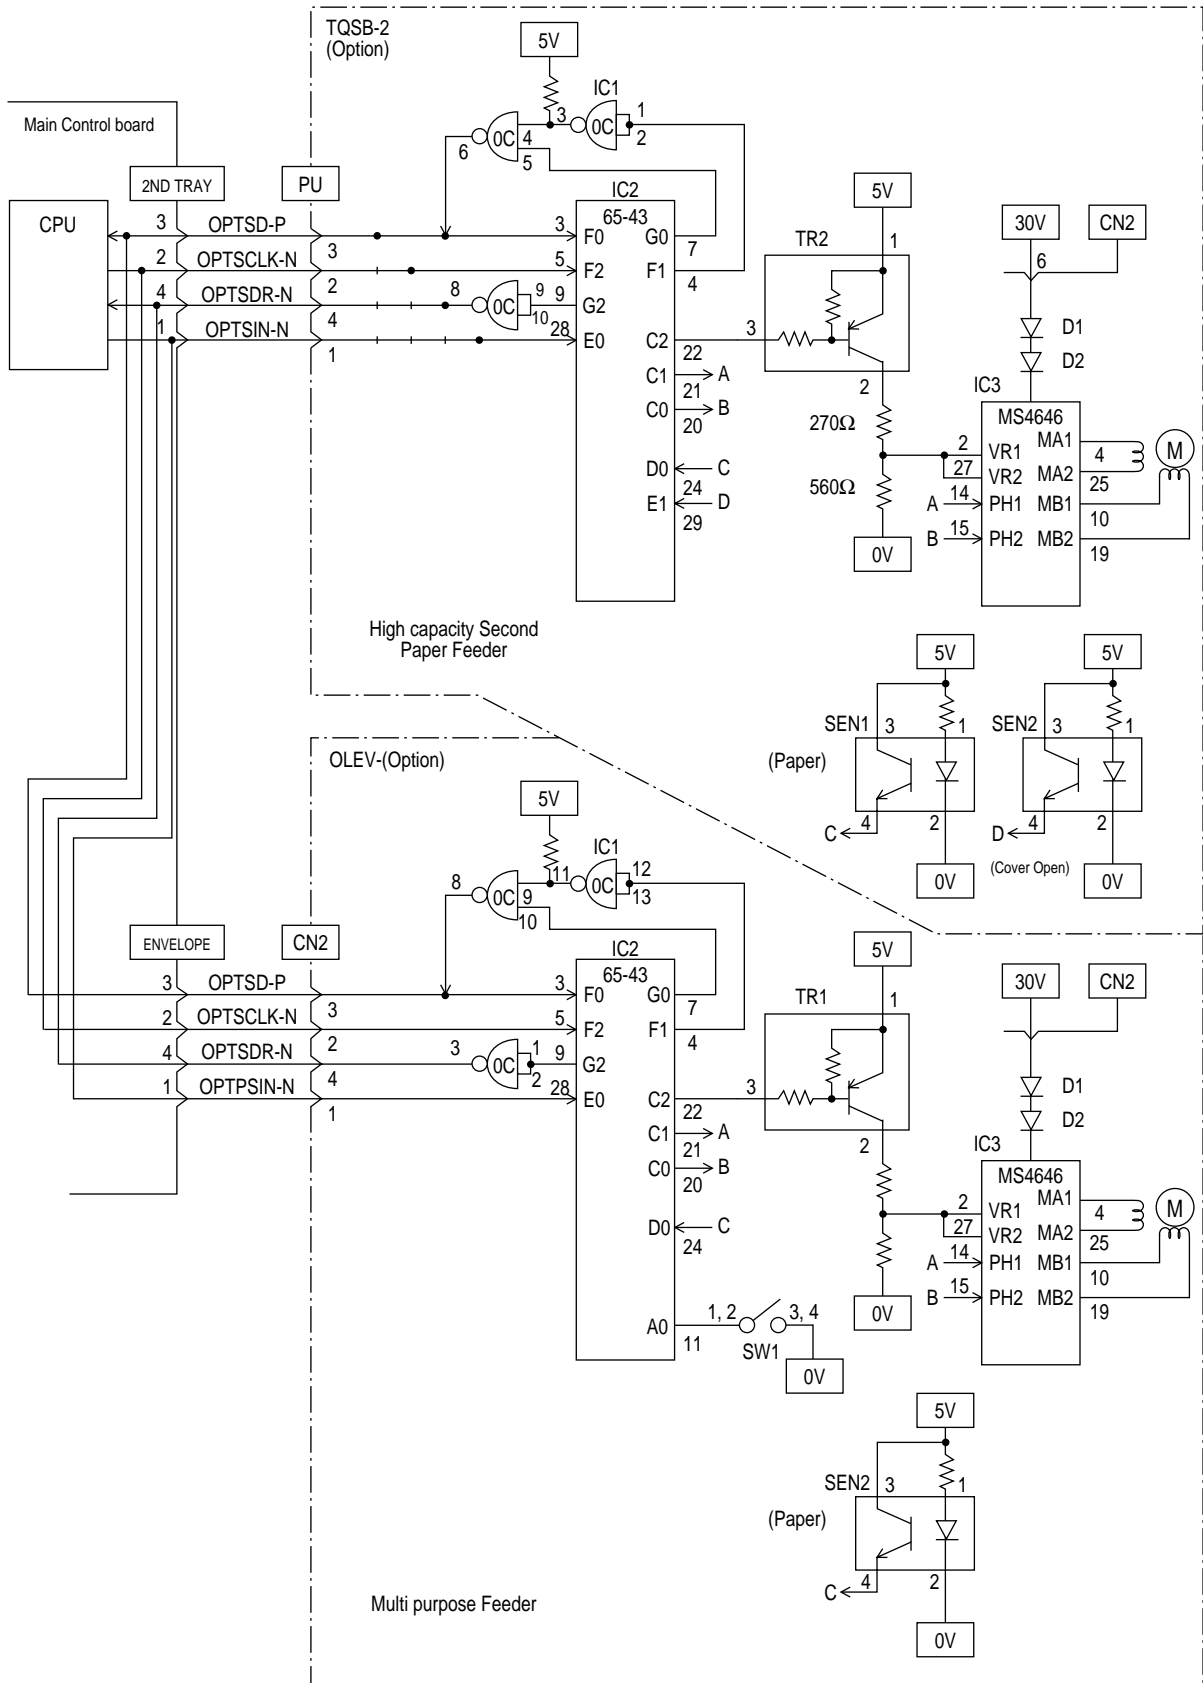 TQSB-2
(Option)
5V
IC1
Main Control board
3
1
0C
4
0C
2
6
5
2ND TRAY
PU
IC2
5V
CPU
3
OPTSD-P
65-43
3
F0
G0
7
30V
CN2
2
OPTSCLK-N
3
5
F2
F1
4
TR2
1
6
4
OPTSDR-N
2
8
0C
9
10
9
G2
D1
1
OPTSIN-N
4
28
E0
C2
22
3
D2
1
C1
A
21
2
IC3
C0
B
20
270Ω
MS4646
MA1
2
VR1
4
M
D0
C
24
27
VR2
MA2
25
560Ω
E1
D
29
A
14
PH1
MB1
10
B
15
PH2
MB2
19
0V
High capacity Second
Paper Feeder
5V
5V
SEN1
3
1
SEN2
3
1
OLEV-(Option)
(Paper)
5V
C
4
2
D
4
2
IC1
(Cover Open)
0V
0V
8
0C
9
10
11
0C
12
13
ENVELOPE
CN2
IC2
5V
3
OPTSD-P
65-43
3
F0
G0
7
30V
CN2
2
OPTSCLK-N
3
5
F2
F1
4
TR1
1
4
OPTSDR-N
2
3
0C
1
2
9
G2
D1
1
OPTPSIN-N
4
28
E0
C2
22
3
D2
1
C1
A
21
2
IC3
C0
B
20
MS4646
MA1
2
VR1
4
M
D0
C
24
27
VR2
MA2
25
A
14
PH1
MB1
10
B
15
PH2
MB2
19
0V
A0
11
1, 2
3, 4
SW1
0V
5V
SEN2
3
1
(Paper)
C
4
2
Multi purpose Feeder
0V